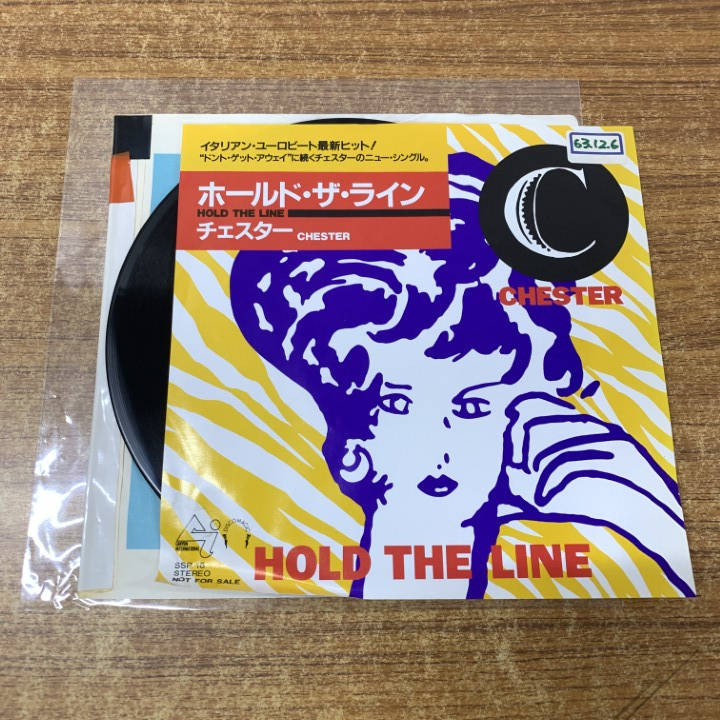 イタリアン・ユーロビート最新ヒット!
"ドント・ゲット・アウェイ"に続くチェスターのニュー・シングル。
ホールド・ザ・ライン
HOLD THE LINE
チェスター CHESTER
63.12.6
C
CHESTER
HOLD THE LINE
INTERNATIONAL
DISCO MAGIC
STEREO
NOT FOR SALE